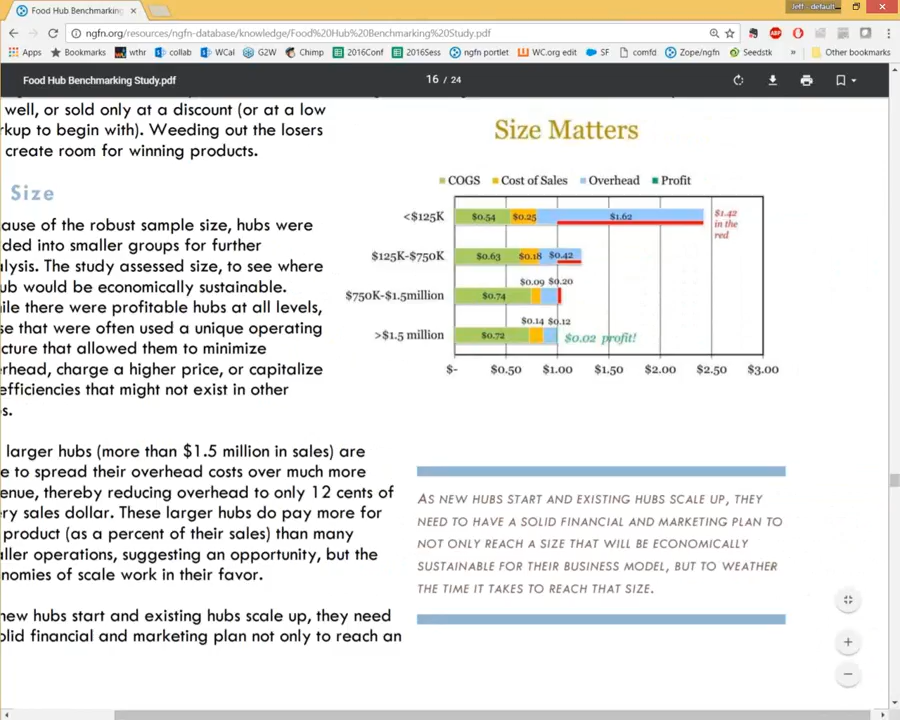 Food Hub Benchmarking
Jeff - default
ngfn.org/resources/ngfn-database/knowledge/Food%20Hub%20Benchmarking%20Study.pdf
Apps Bookmarks wthr collab WCal G2W Chimp 2016Conf 2016Sess ngfn portlet WC.org edit SF comfd Zope/ngfn Seedstk » Other bookmarks
Food Hub Benchmarking Study.pdf
16 / 24
well, or sold only at a discount (or at a low
rkup to begin with). Weeding out the losers
create room for winning products.
Size
ause of the robust sample size, hubs were
ded into smaller groups for further
lysis. The study assessed size, to see where
ub would be economically sustainable.
ile there were profitable hubs at all levels,
se that were often used a unique operating
cture that allowed them to minimize
rhead, charge a higher price, or capitalize
efficiencies that might not exist in other
s.
larger hubs (more than $1.5 million in sales) are
e to spread their overhead costs over much more
enue, thereby reducing overhead to only 12 cents of
ry sales dollar. These larger hubs do pay more for
product (as a percent of their sales) than many
ller operations, suggesting an opportunity, but the
nomies of scale work in their favor.
new hubs start and existing hubs scale up, they need
olid financial and marketing plan not only to reach an
Size Matters
COGS Cost of Sales Overhead Profit
<$125K $0.54 $0.25 $1.62
$1.42
in the
red
$125K-$750K $0.63 $0.18 $0.42
$0.09 $0.20
$750K-$1.5million $0.74
$0.14 $0.12
>$1.5 million $0.72 $0.02 profit!
$- $0.50 $1.00 $1.50 $2.00 $2.50 $3.00
AS NEW HUBS START AND EXISTING HUBS SCALE UP, THEY
NEED TO HAVE A SOLID FINANCIAL AND MARKETING PLAN TO
NOT ONLY REACH A SIZE THAT WILL BE ECONOMICALLY
SUSTAINABLE FOR THEIR BUSINESS MODEL, BUT TO WEATHER
THE TIME IT TAKES TO REACH THAT SIZE.